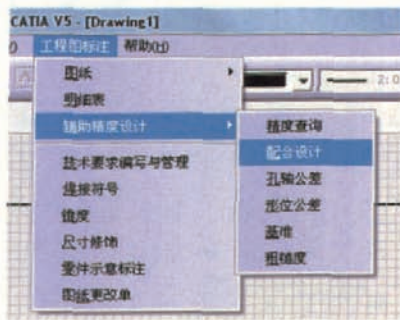 CATIA V5 - [Drawing1]
工程图标注 帮助(H)
2: 0
图纸
明细表
辅助精度设计
技术要求编写与管理
焊接符号
锥度
尺寸修饰
零件示意标注
图纸更改单
精度查询
配合设计
孔轴公差
形位公差
基准
粗糙度